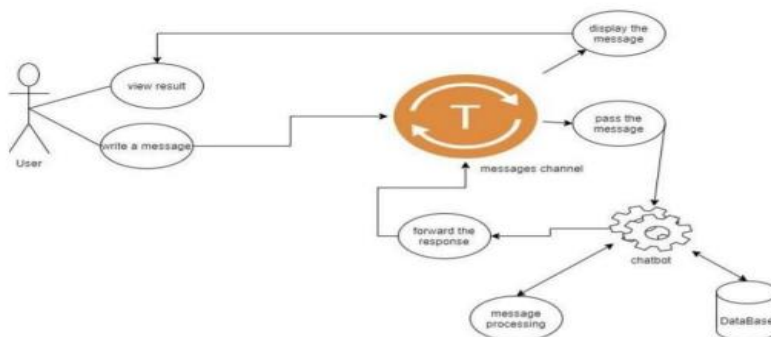 display the
message
view result
T
pass the
message
write a message
User
messages channel
forward the
response
chatbot
message
processing
DataBase